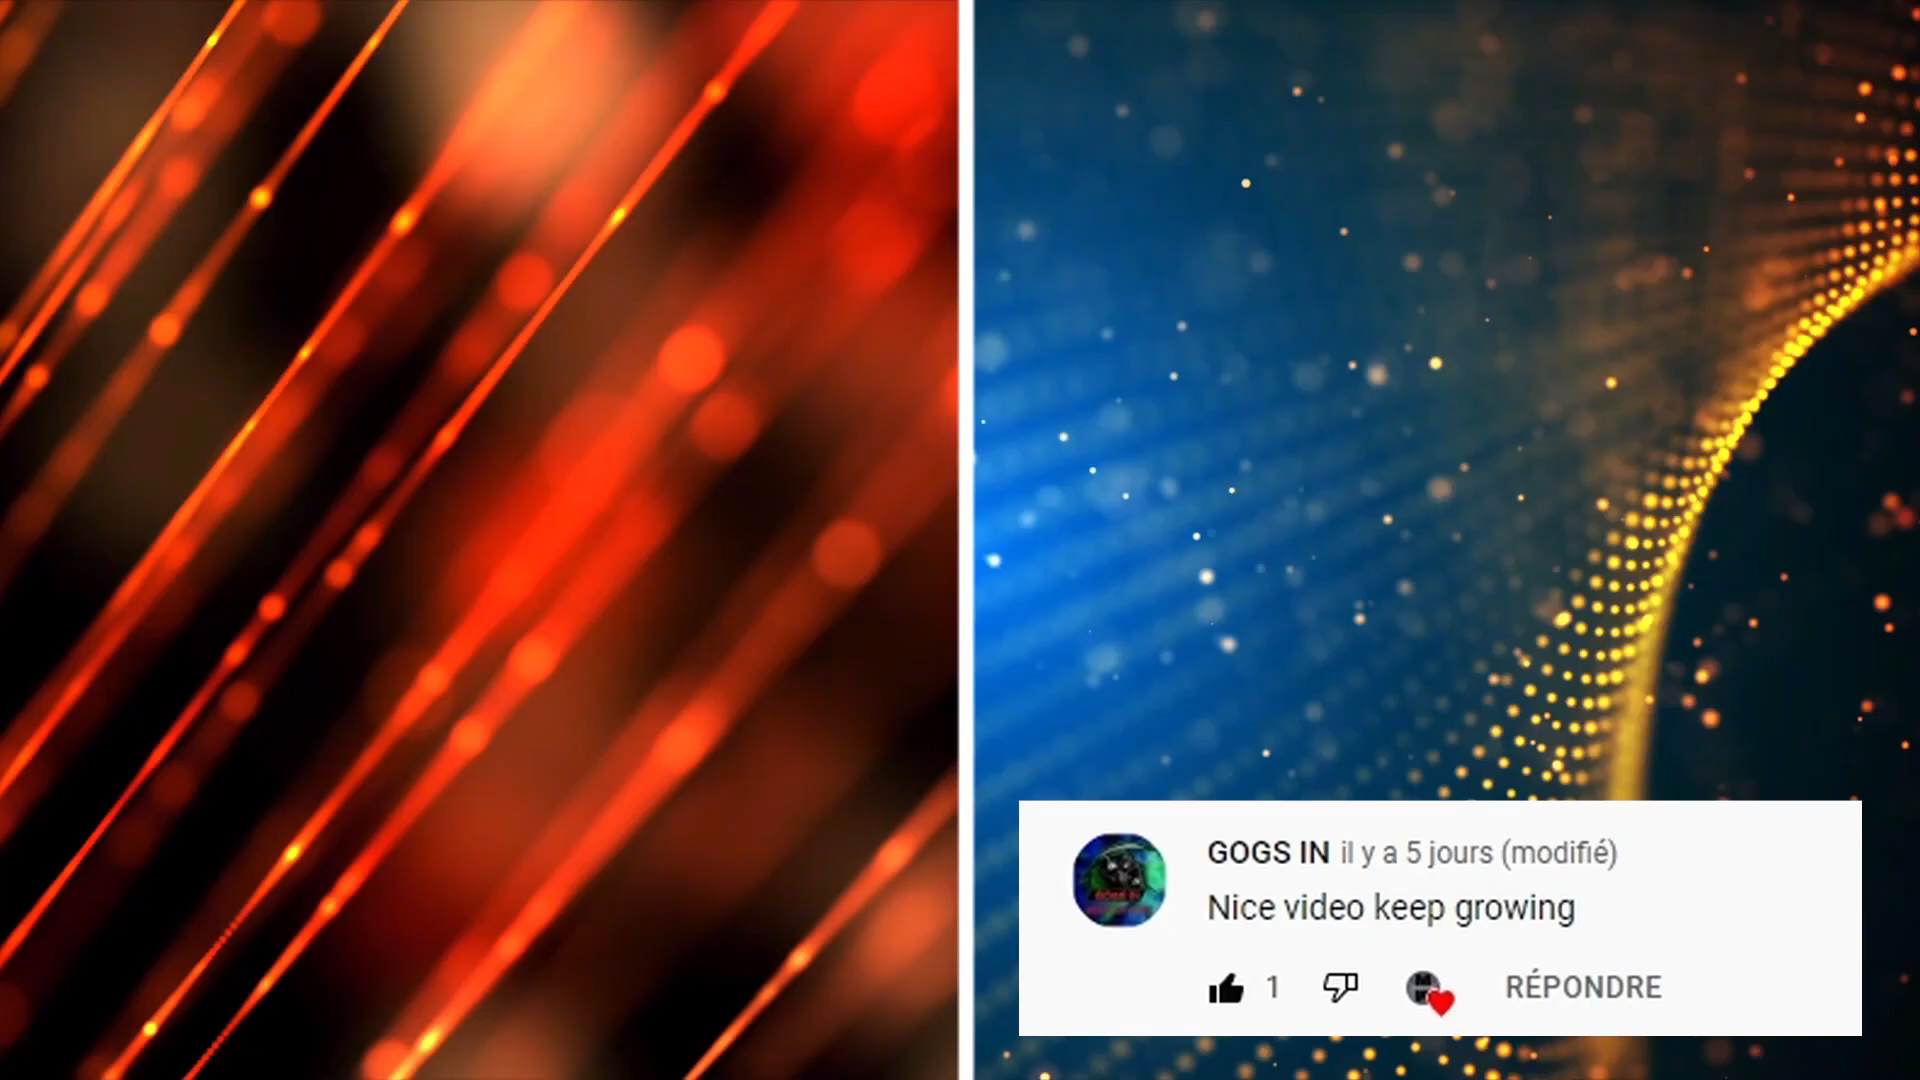 GOGS IN il y a 5 jours (modifié)
Nice video keep growing
1 RÉPONDRE